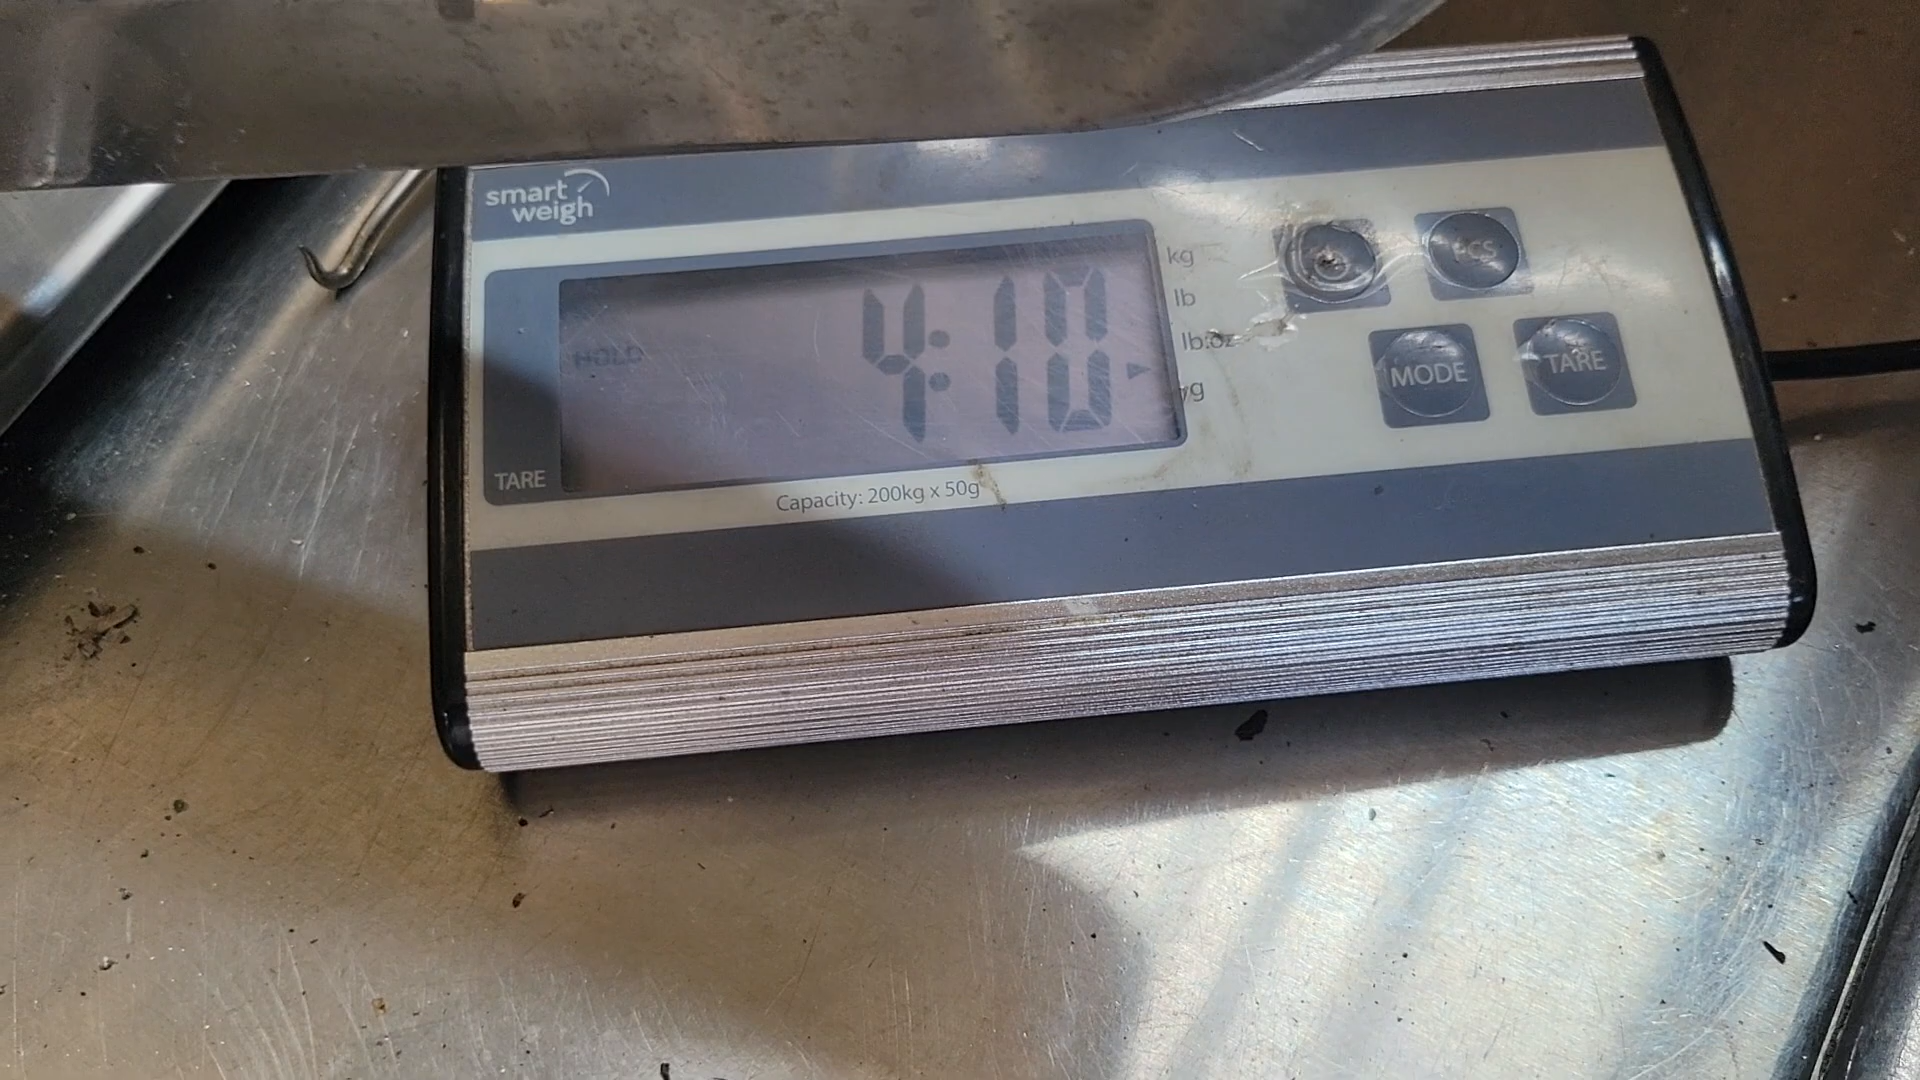 smart
weigh
kg
lb
lb:oz
g
HOLD
4:10
TARE
Capacity: 200kg x 50g
MODE
TARE